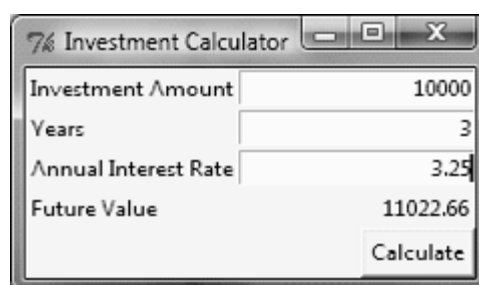 Investment Calculator
Investment Amount 10000
Years 3
Annual Interest Rate 3.25
Future Value 11022.66
Calculate